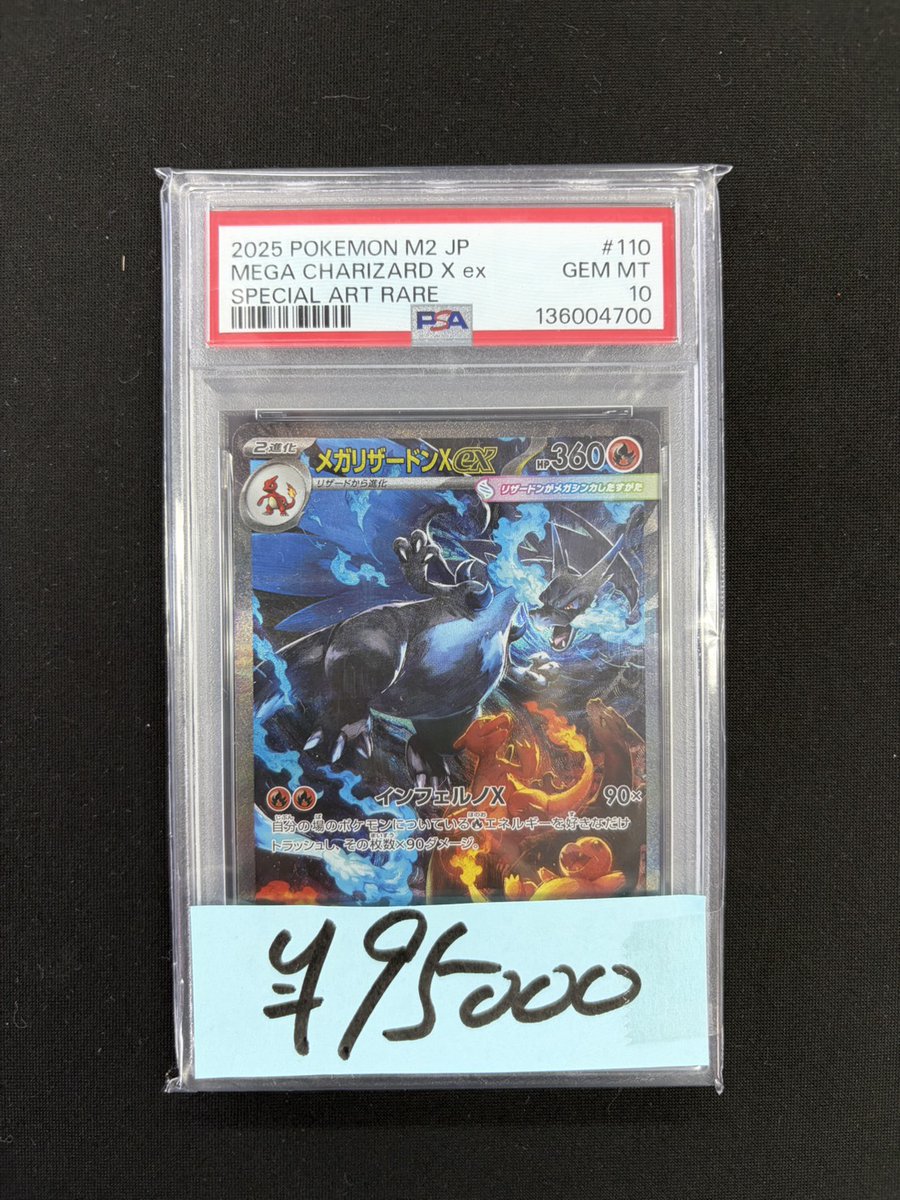 2025 POKEMON M2 JP #110
MEGA CHARIZARD X ex GEM MT
SPECIAL ART RARE 10
PSA 136004700
2進化 メガリザードンXex HP360
リザードから進化 リザードンがメガシンカしたすがた
インフェルノX 90×
自分の場のポケモンについている エネルギーを好きなだけ
トラッシュし、その枚数×90ダメージ。
¥95000